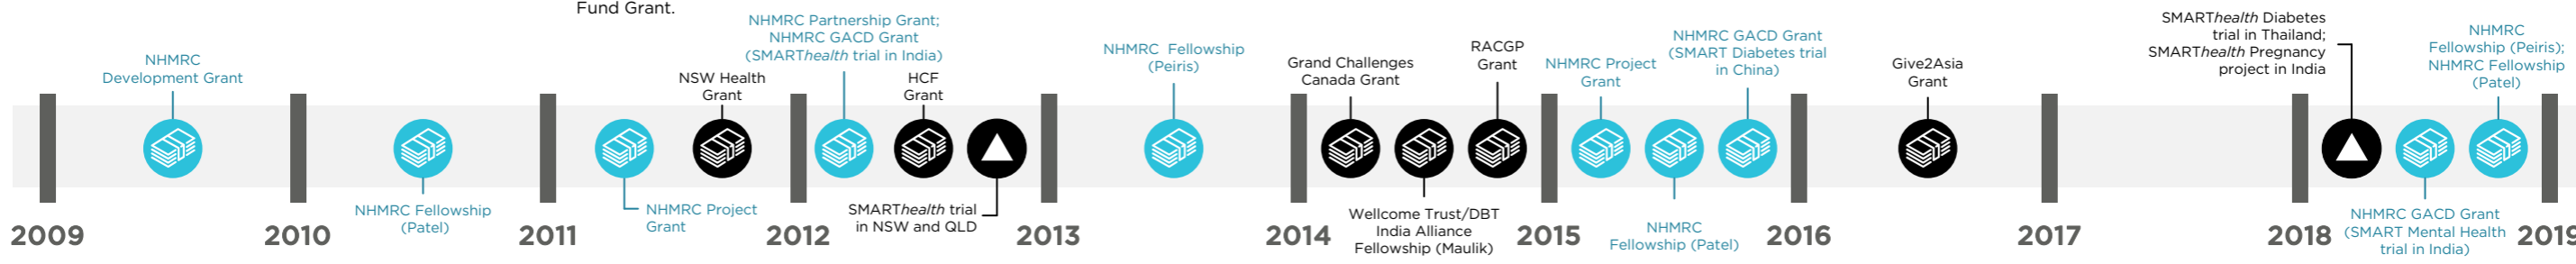 Fund Grant.
NHMRC
Development Grant
NHMRC Fellowship
(Patel)
NHMRC Project
Grant
NSW Health
Grant
NHMRC Partnership Grant;
NHMRC GACD Grant
(SMARThealth trial in India)
HCF
Grant
SMARThealth trial
in NSW and QLD
NHMRC Fellowship
(Peiris)
Grand Challenges
Canada Grant
Wellcome Trust/DBT
India Alliance
Fellowship (Maulik)
RACGP
Grant
NHMRC Project
Grant
NHMRC
Fellowship (Patel)
NHMRC GACD Grant
(SMART Diabetes trial
in China)
Give2Asia
Grant
SMARThealth Diabetes
trial in Thailand;
SMARThealth Pregnancy
project in India
NHMRC GACD Grant
(SMART Mental Health
trial in India)
NHMRC
Fellowship (Peiris);
NHMRC Fellowship
(Patel)
2009
2010
2011
2012
2013
2014
2015
2016
2017
2018
2019